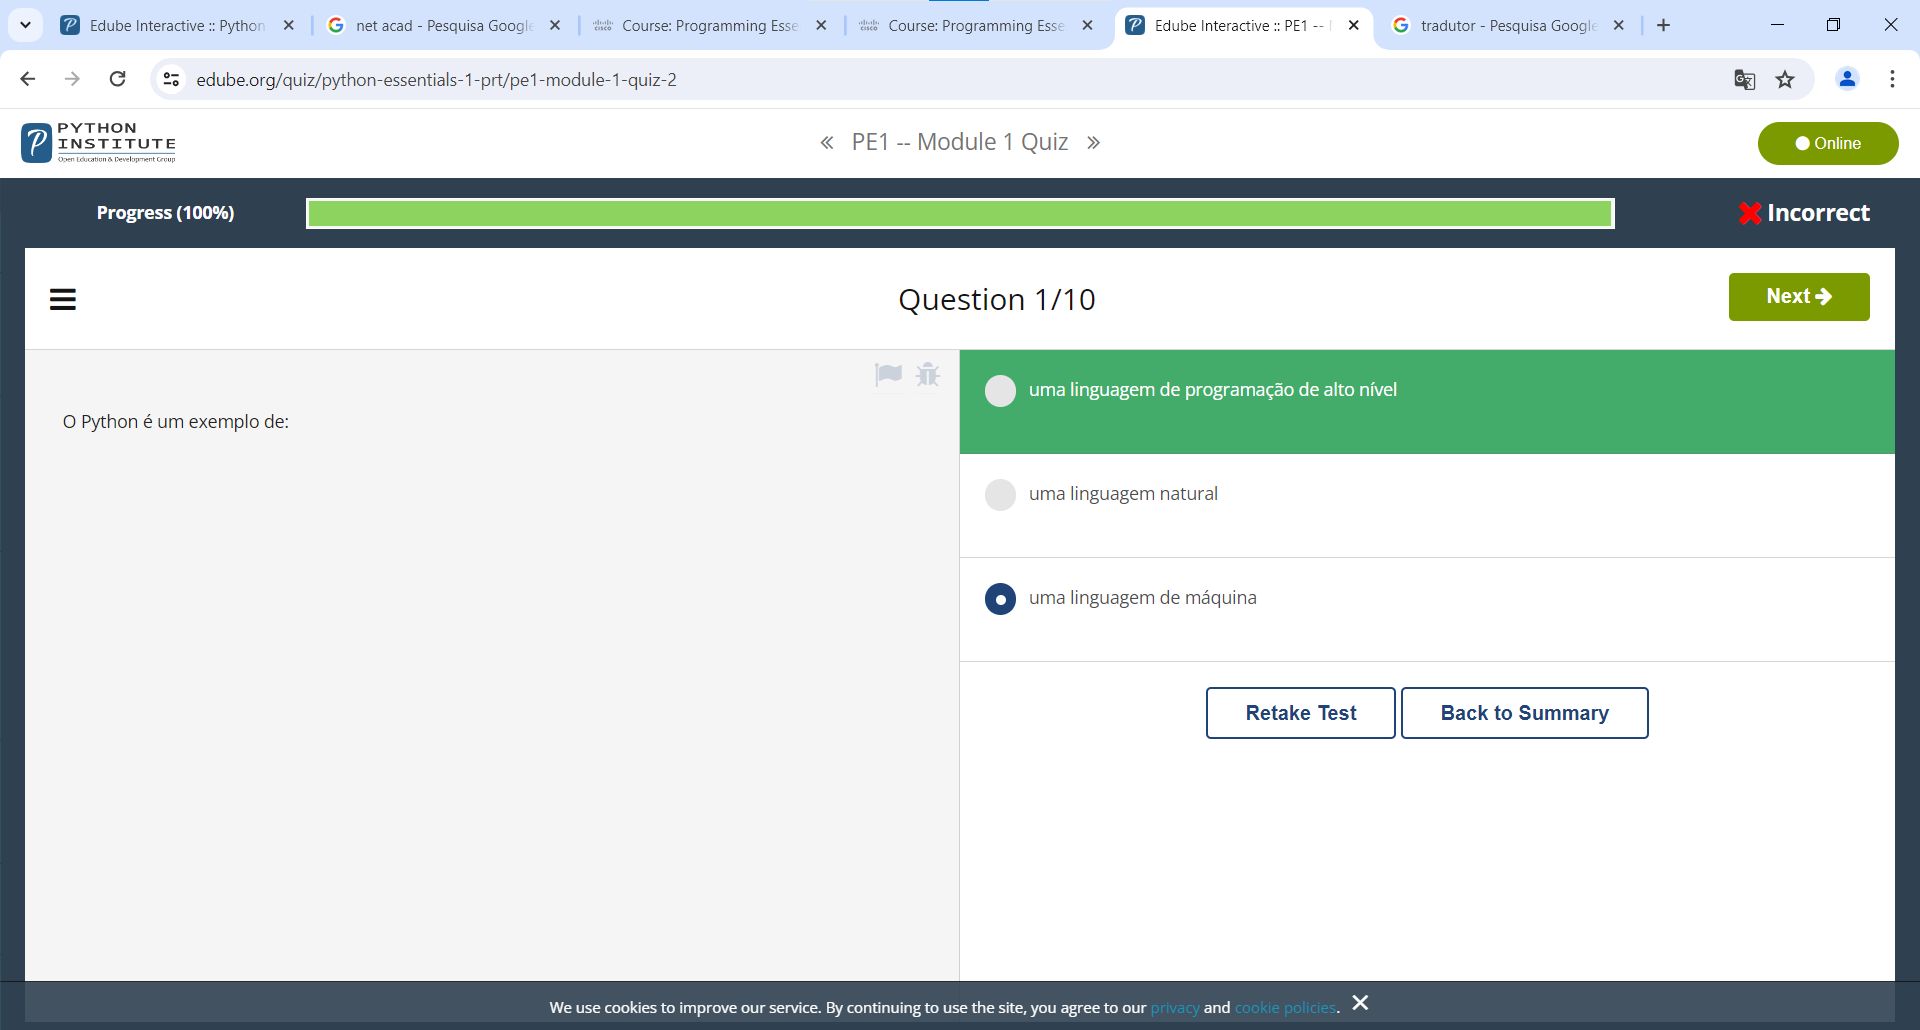 Edube Interactive :: Python
net acad - Pesquisa Google
Course: Programming Esse
Course: Programming Esse
Edube Interactive :: PE1 --
tradutor - Pesquisa Google
edube.org/quiz/python-essentials-1-prt/pe1-module-1-quiz-2
PYTHON
INSTITUTE
Open Education & Development Group
« PE1 -- Module 1 Quiz »
Online
Progress (100%)
Incorrect
Question 1/10
Next
O Python é um exemplo de:
uma linguagem de programação de alto nível
uma linguagem natural
uma linguagem de máquina
Retake Test
Back to Summary
We use cookies to improve our service. By continuing to use the site, you agree to our privacy and cookie policies.